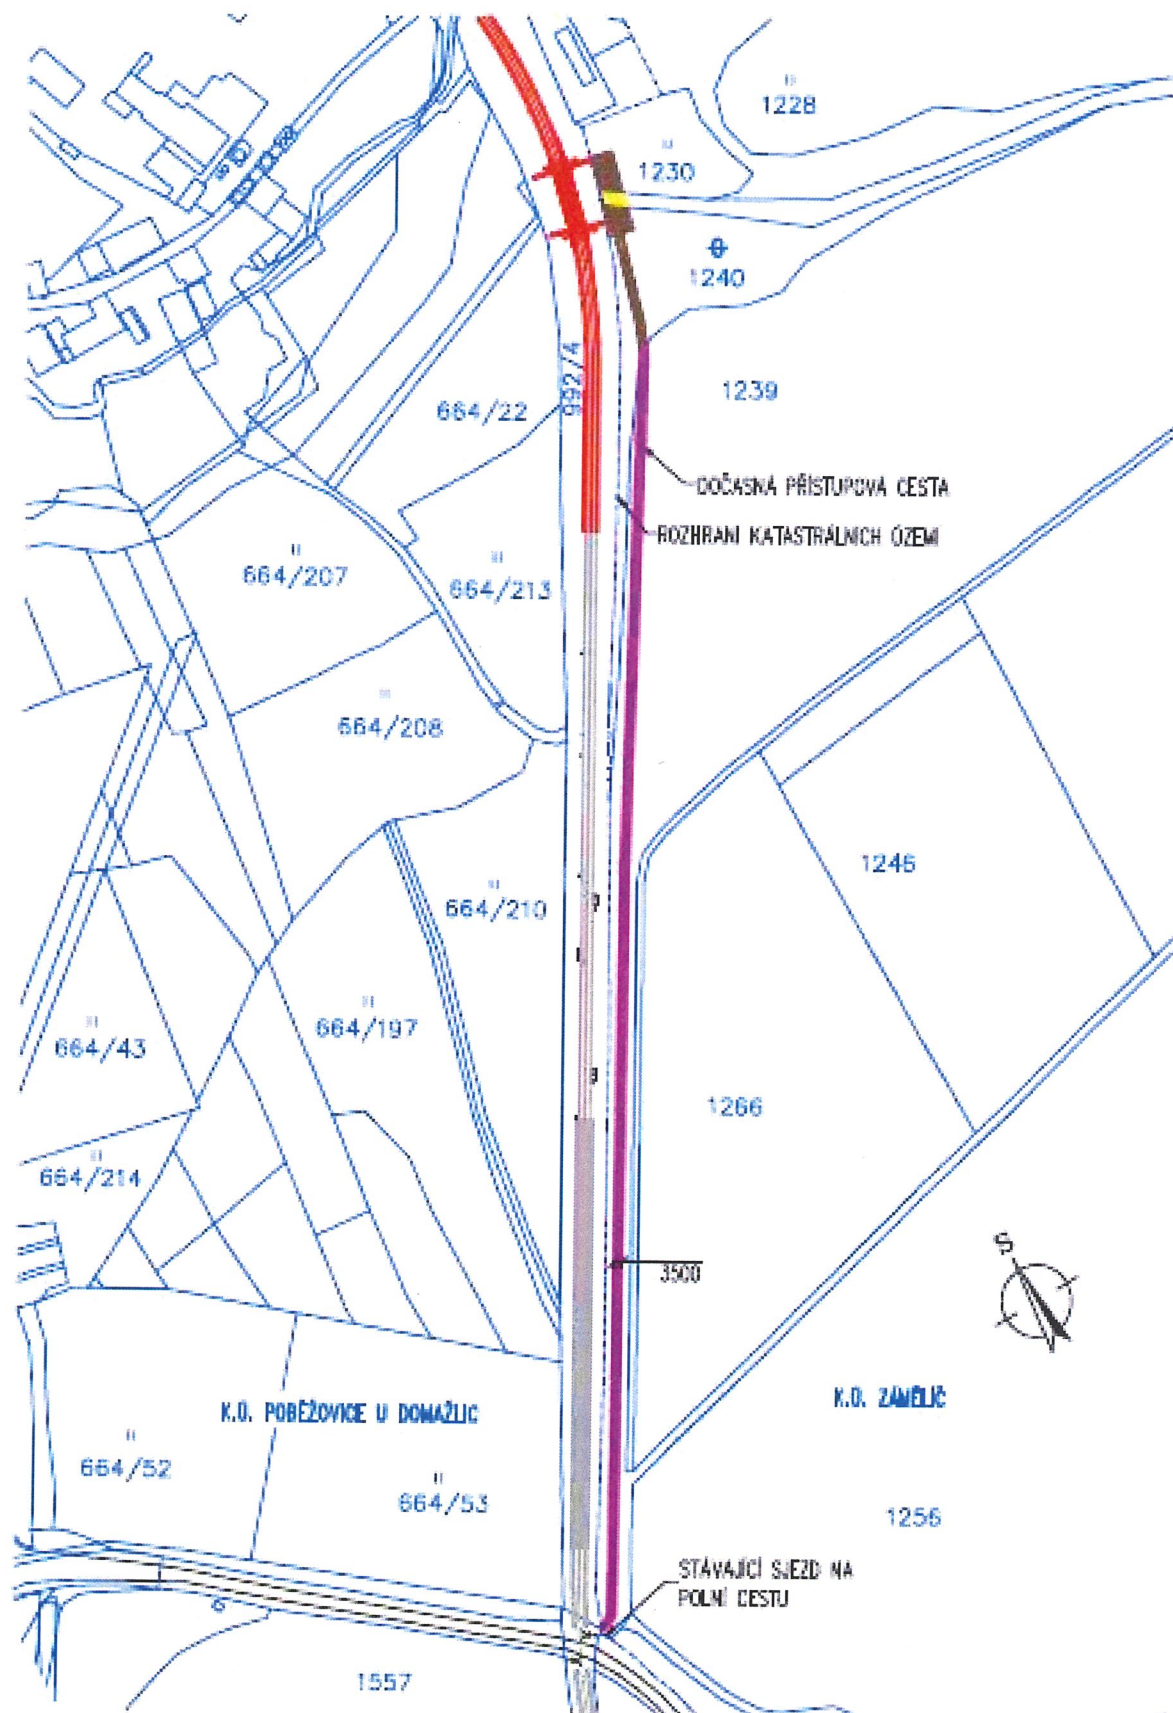 1228
1230
1240
664/22
992/4
1239
DOČASNÁ PŘÍSTUPOVÁ CESTA
ROZHRANÍ KATASTRÁLNÍCH ÚZEMÍ
664/207
664/213
664/208
1246
664/210
664/197
664/43
1266
664/214
S
3500
K.Ú. POBĚŽOVICE U DOMAŽLIC
K.Ú. ZÁMĚLIČ
664/52
664/53
1256
STÁVAJÍCÍ SJEZD NA
POLNÍ CESTU
1557